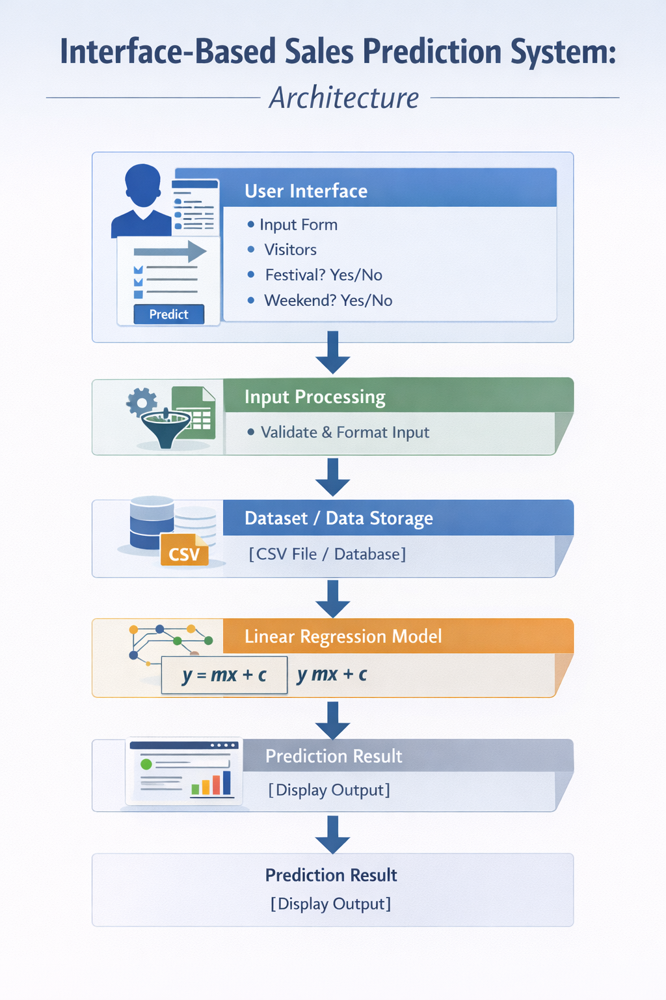 Interface-Based Sales Prediction System:
Architecture
User Interface
• Input Form
• Visitors
• Festival? Yes/No
• Weekend? Yes/No
Predict
Input Processing
• Validate & Format Input
Dataset / Data Storage
[CSV File / Database]
CSV
Linear Regression Model
y = mx + c y mx + c
Prediction Result
[Display Output]
Prediction Result
[Display Output]